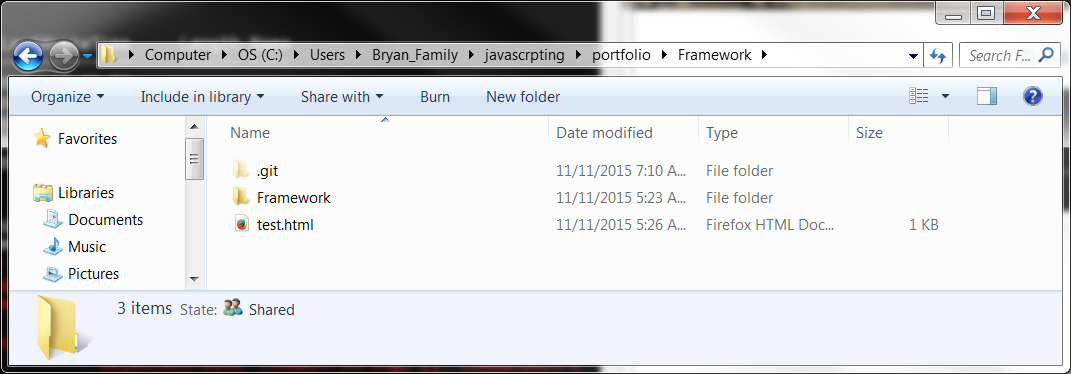 Computer OS (C:) Users Bryan_Family javascrpting portfolio Framework Search F...
Organize Include in library Share with Burn New folder
Name Date modified Type Size
Favorites
.git 11/11/2015 7:10 A... File folder
Libraries Framework 11/11/2015 5:23 A... File folder
Documents test.html 11/11/2015 5:26 A... Firefox HTML Doc... 1 KB
Music
Pictures
3 items State: Shared